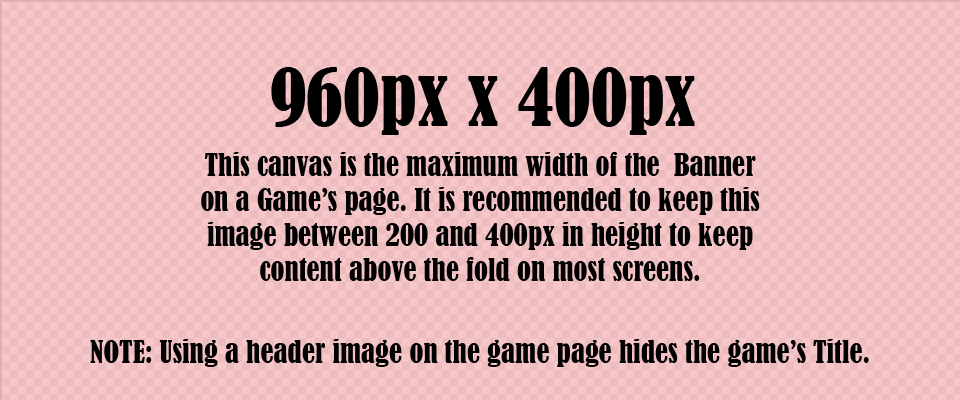 960px x 400px
This canvas is the maximum width of the  Banner
on a Game’s page. It is recommended to keep this
image between 200 and 400px in height to keep
content above the fold on most screens.
NOTE: Using a header image on the game page hides the game’s Title.